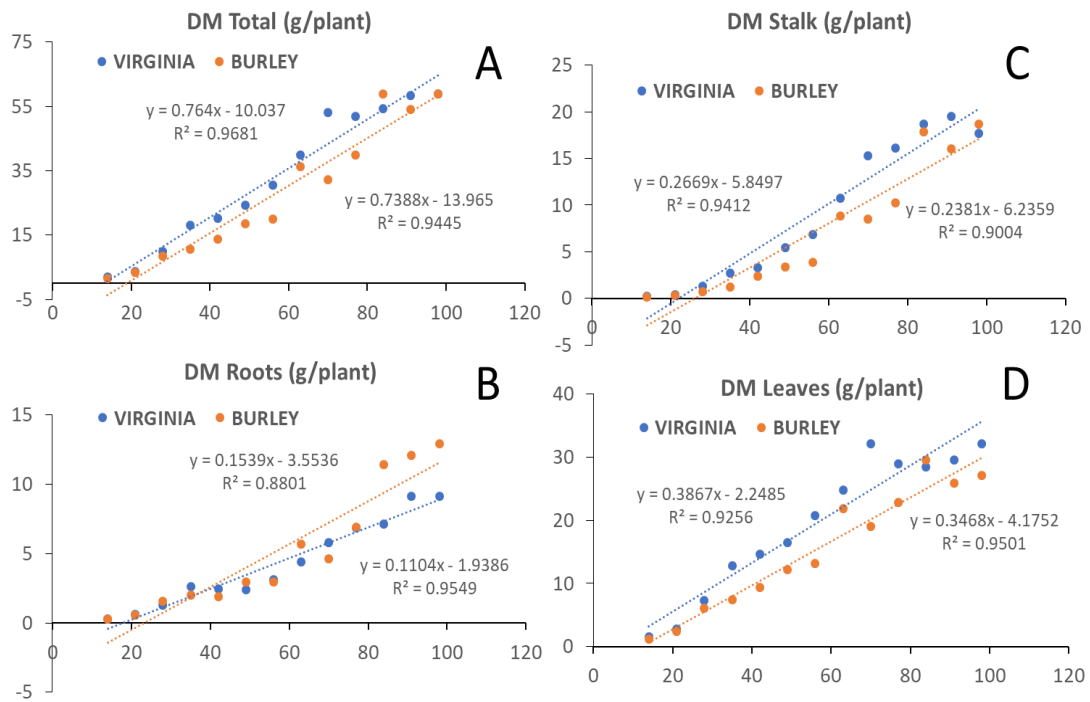 DM Total (g/plant)
75
55
35
15
-5
VIRGINIA BURLEY
A
y = 0.764x - 10.037
R² = 0.9681
y = 0.7388x - 13.965
R² = 0.9445
0 20 40 60 80 100 120
DM Roots (g/plant)
15
10
5
0
-5
VIRGINIA BURLEY
B
y = 0.1539x - 3.5536
R² = 0.8801
y = 0.1104x - 1.9386
R² = 0.9549
0 20 40 60 80 100 120
DM Stalk (g/plant)
25
20
15
10
5
0
-5
VIRGINIA BURLEY
C
y = 0.2669x - 5.8497
R² = 0.9412
y = 0.2381x - 6.2359
R² = 0.9004
0 20 40 60 80 100 120
DM Leaves (g/plant)
40
30
20
10
0
VIRGINIA BURLEY
D
y = 0.3867x - 2.2485
R² = 0.9256
y = 0.3468x - 4.1752
R² = 0.9501
0 20 40 60 80 100 120